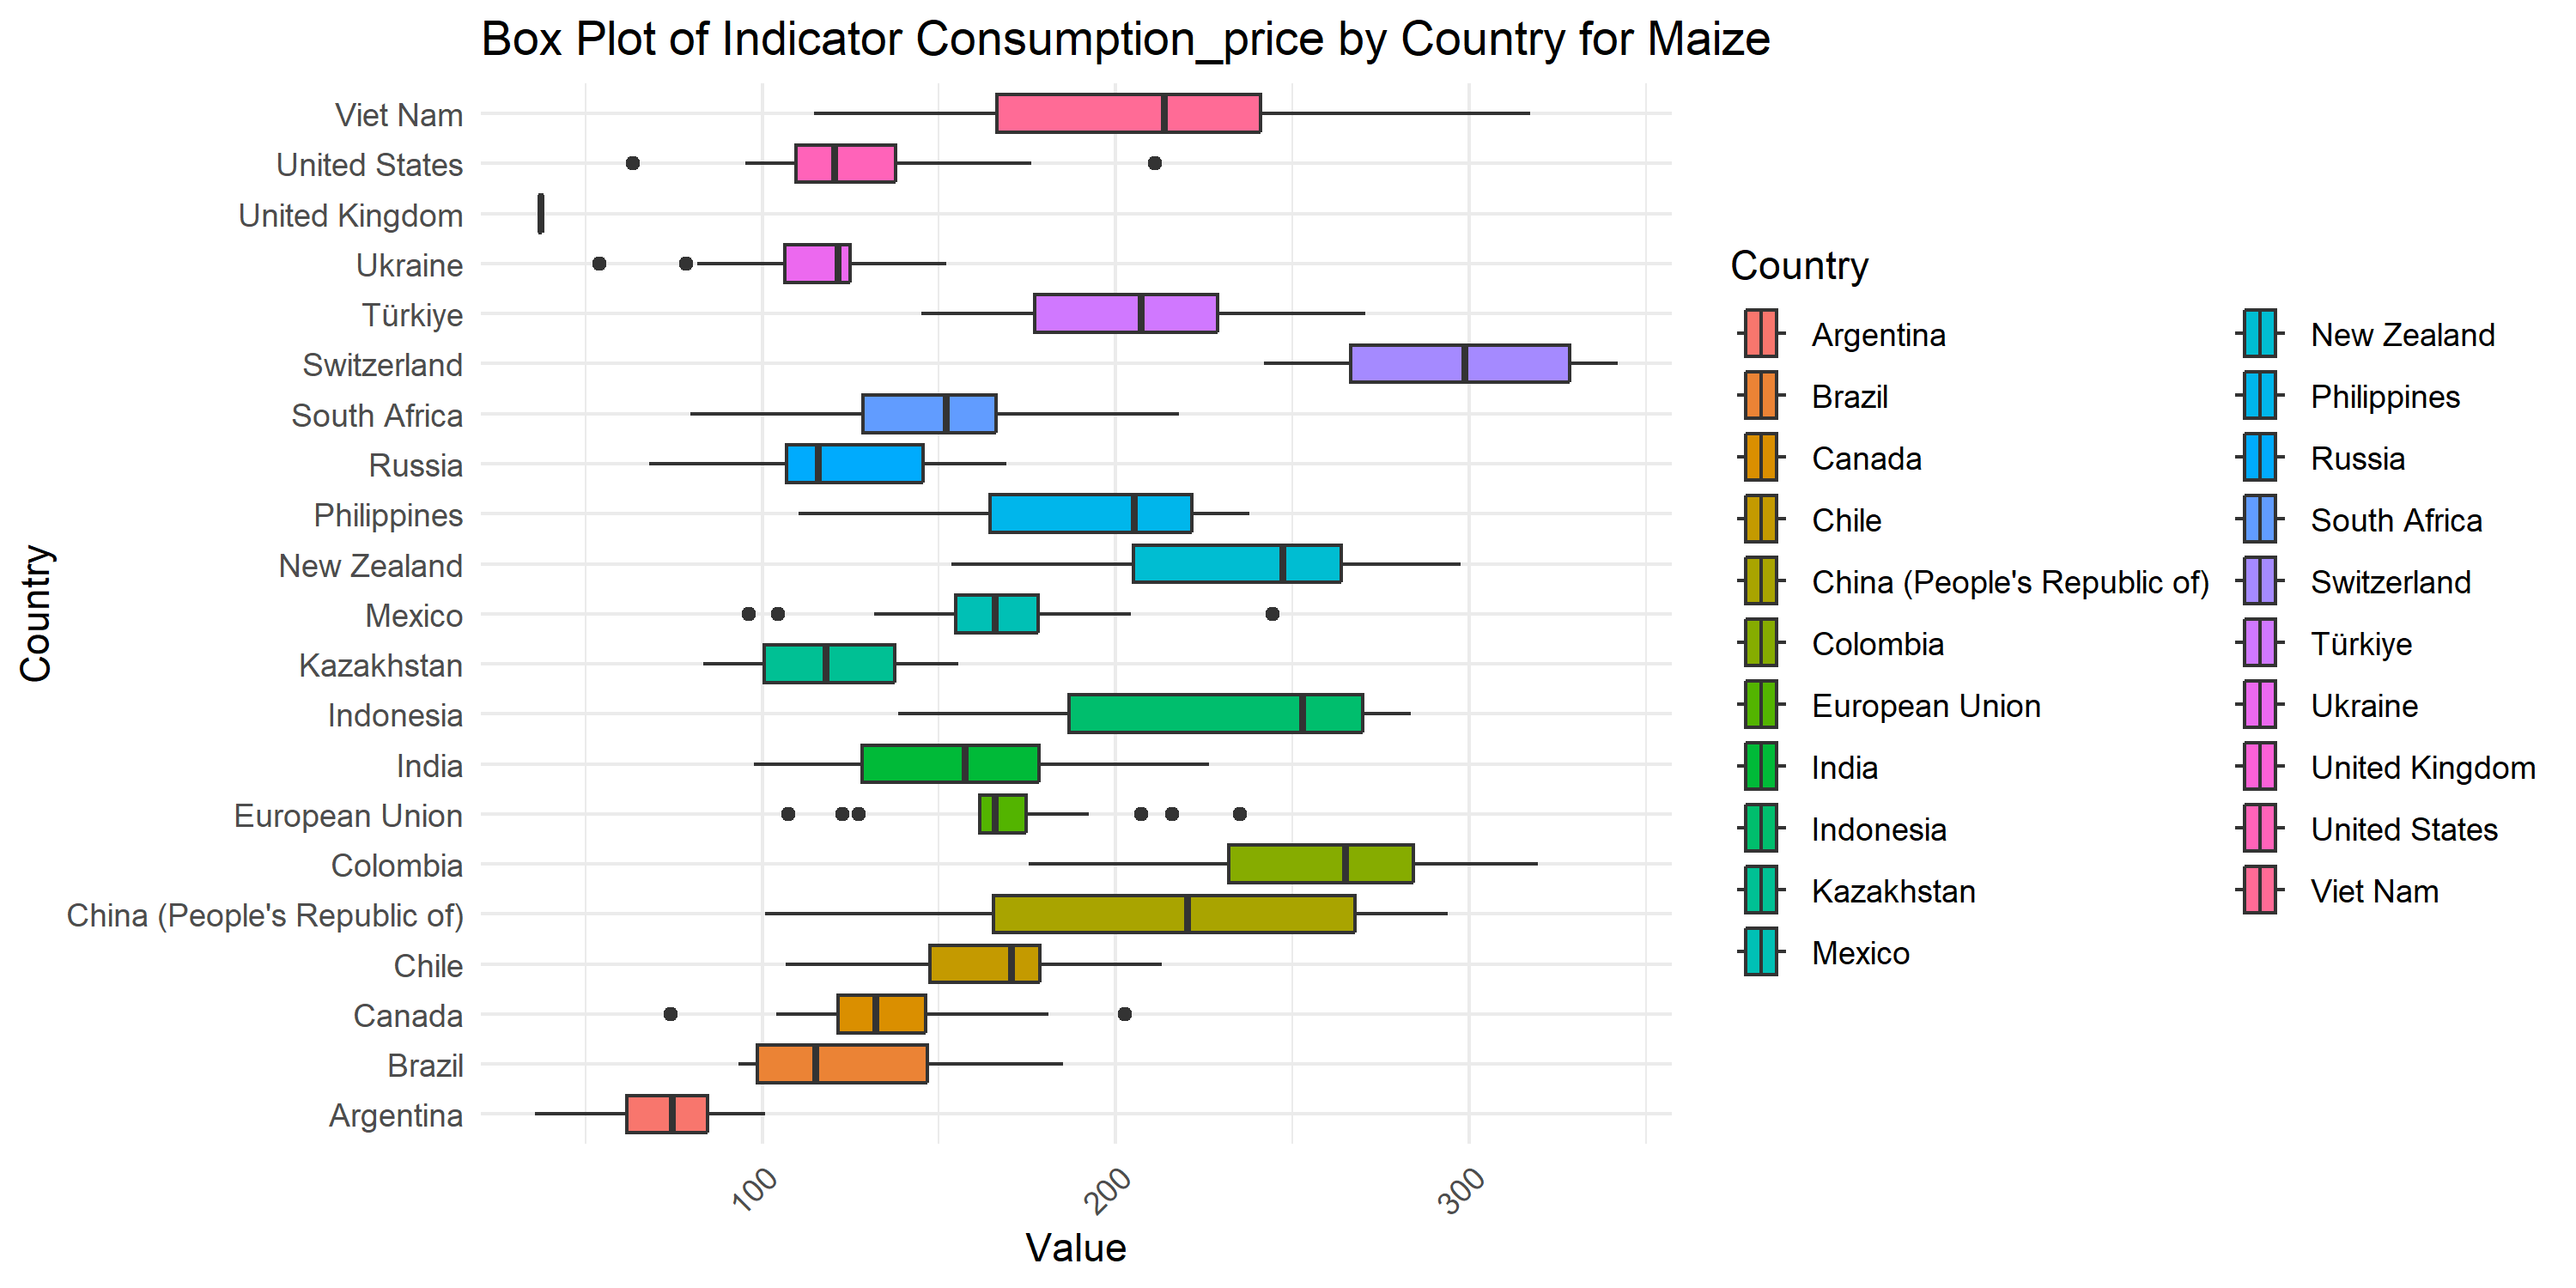 Box Plot of Indicator Consumption_price by Country for Maize
Country
Viet Nam
United States
United Kingdom
Ukraine
Türkiye
Switzerland
South Africa
Russia
Philippines
New Zealand
Mexico
Kazakhstan
Indonesia
India
European Union
Colombia
China (People's Republic of)
Chile
Canada
Brazil
Argentina
100
200
300
Value
Country
Argentina
Brazil
Canada
Chile
China (People's Republic of)
Colombia
European Union
India
Indonesia
Kazakhstan
Mexico
New Zealand
Philippines
Russia
South Africa
Switzerland
Türkiye
Ukraine
United Kingdom
United States
Viet Nam